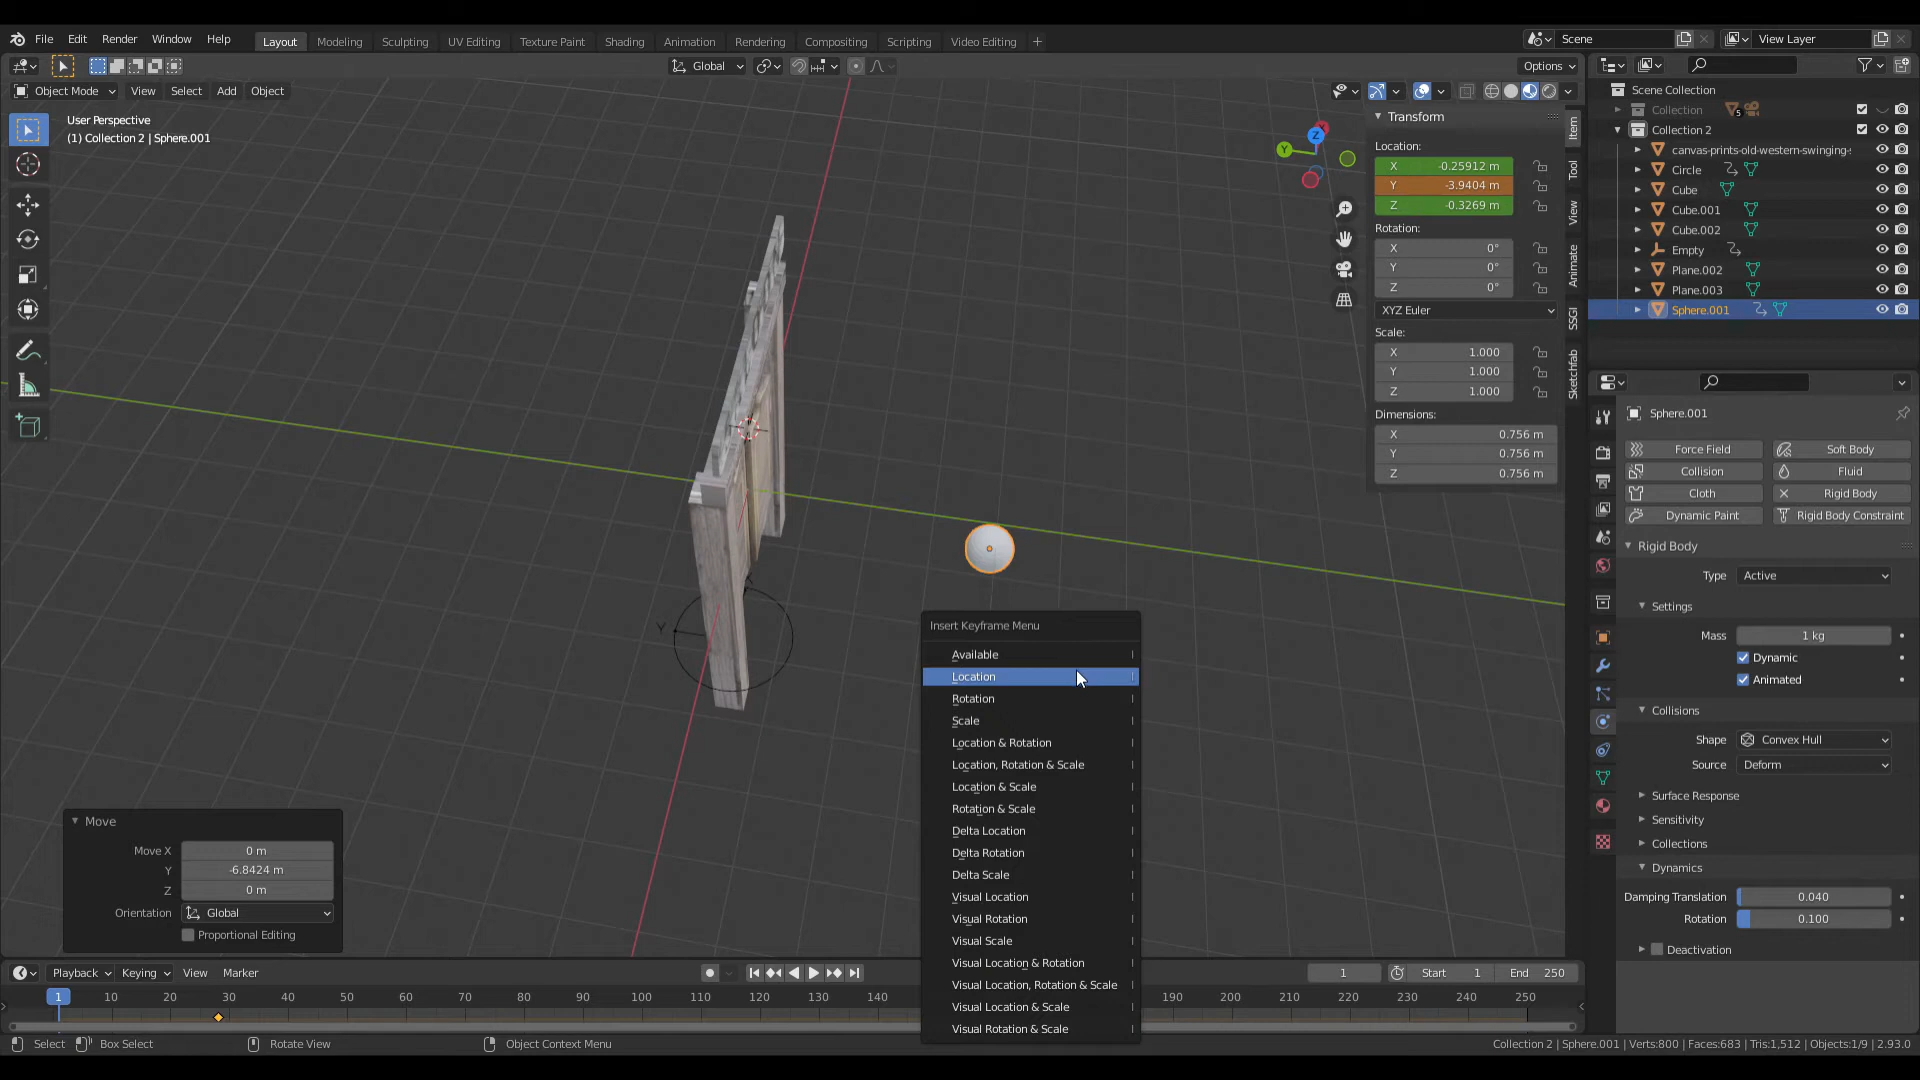 File Edit Render Window Help
Layout Modeling Sculpting UV Editing Texture Paint Shading Animation Rendering Compositing Scripting Video Editing +
Scene
View Layer
Global
Options
Object Mode View Select Add Object
User Perspective
(1) Collection 2 | Sphere.001
Z
Y
Transform
Location:
X -0.25912 m
Y -3.9404 m
Z -0.3269 m
Rotation:
X 0°
Y 0°
Z 0°
XYZ Euler
Scale:
X 1.000
Y 1.000
Z 1.000
Dimensions:
X 0.756 m
Y 0.756 m
Z 0.756 m
Item
Tool
View
Animate
SSGI
Sketchfab
Scene Collection
Collection 5
Collection 2
canvas-prints-old-western-swinging-
Circle
Cube
Cube.001
Cube.002
Empty
Plane.002
Plane.003
Sphere.001
Sphere.001
Force Field Soft Body
Collision Fluid
Cloth Rigid Body
Dynamic Paint Rigid Body Constraint
Rigid Body
Type Active
Settings
Mass 1 kg
Dynamic
Animated
Collisions
Shape Convex Hull
Source Deform
Surface Response
Sensitivity
Collections
Dynamics
Damping Translation 0.040
Rotation 0.100
Deactivation
Y
Insert Keyframe Menu
Available I
Location I
Rotation I
Scale I
Location & Rotation I
Location, Rotation & Scale I
Location & Scale I
Rotation & Scale I
Delta Location I
Delta Rotation I
Delta Scale I
Visual Location I
Visual Rotation I
Visual Scale I
Visual Location & Rotation I
Visual Location, Rotation & Scale I
Visual Location & Scale I
Visual Rotation & Scale I
Move
Move X 0 m
Y -6.8424 m
Z 0 m
Orientation Global
Proportional Editing
Playback Keying View Marker
1 Start 1 End 250
1 10 20 30 40 50 60 70 80 90 100 110 120 130 140 190 200 210 220 230 240 250
Select Box Select Rotate View Object Context Menu
Collection 2 | Sphere.001 | Verts:800 | Faces:683 | Tris:1,512 | Objects:1/9 | 2.93.0